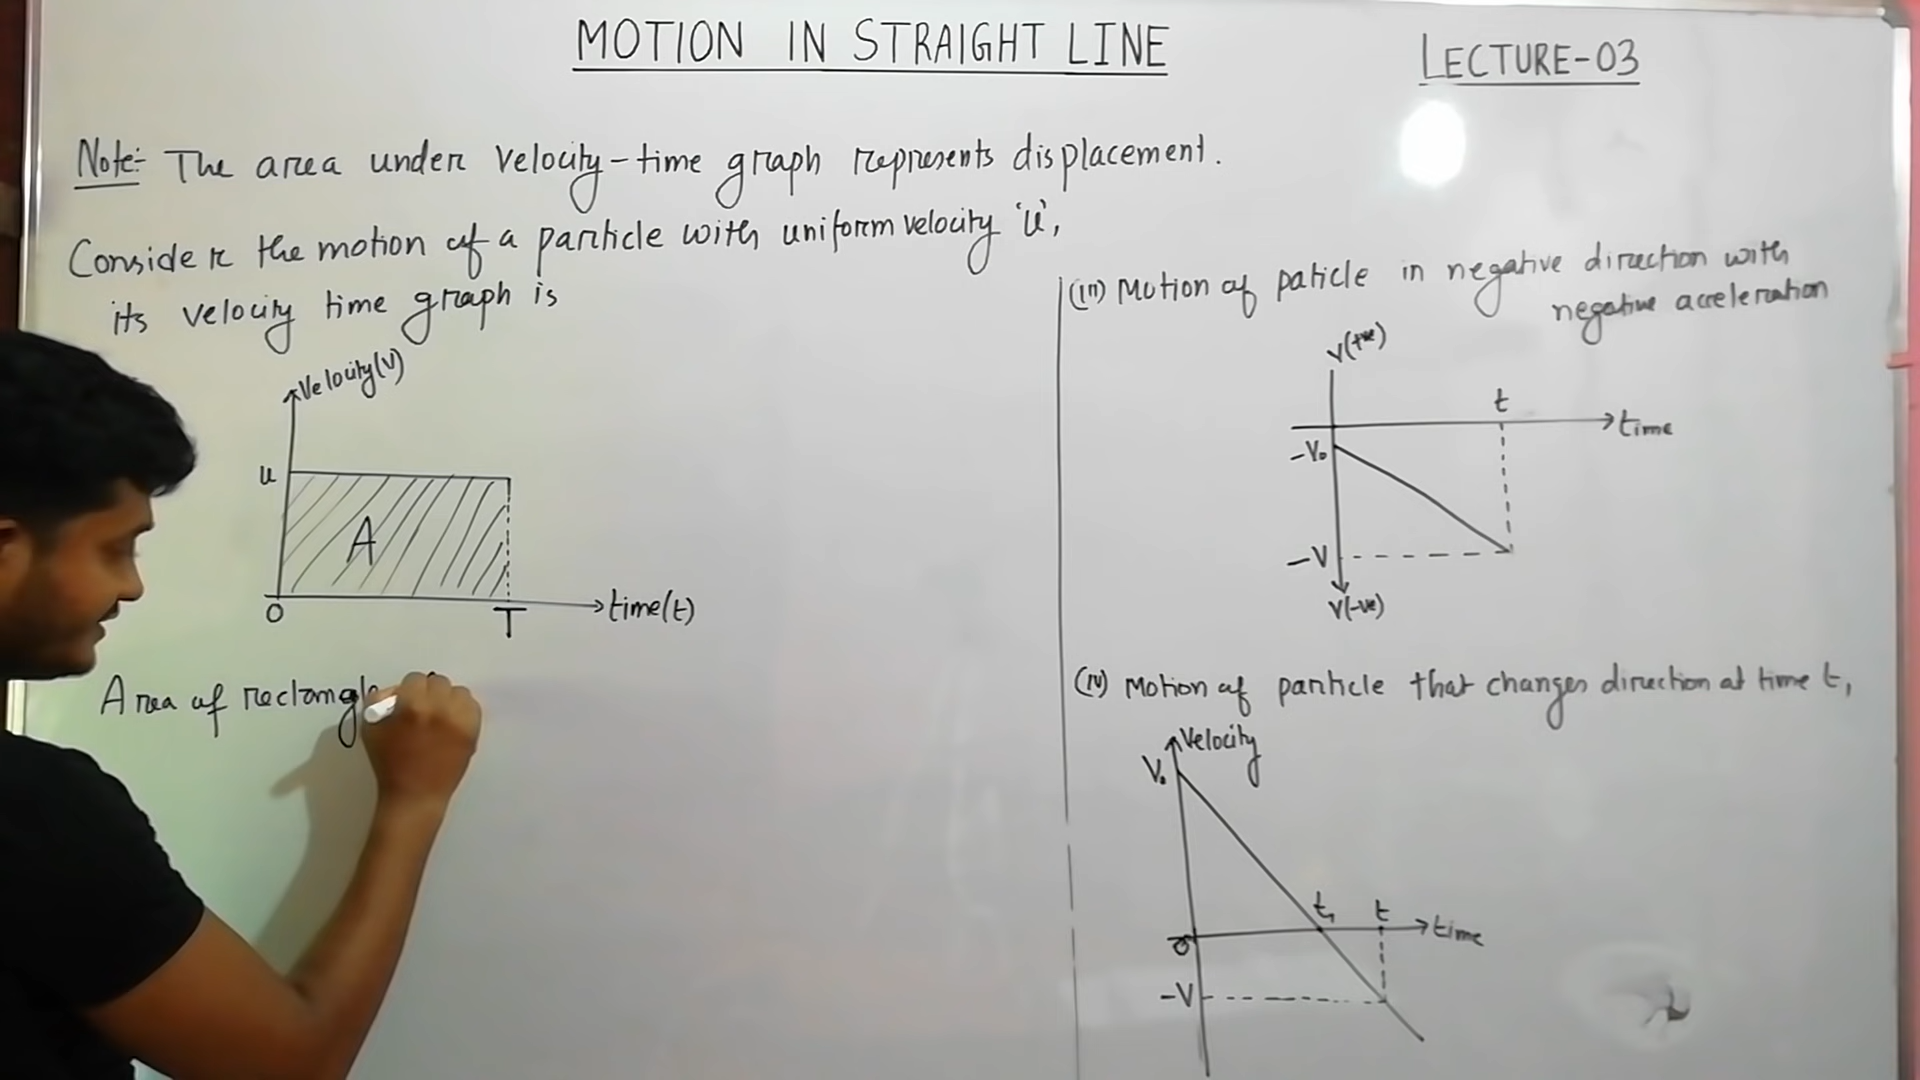 MOTION IN STRAIGHT LINE
LECTURE-03
Note:- The area under velocity-time graph represents displacement.
Consider the motion of a particle with uniform velocity 'u',
its velocity time graph is
Velocity(v)
u
A
O
T
time(t)
Area of rectangle
(iii) Motion of paticle in negative direction with
negative acceleration
V(+ve)
t
time
-V₀
-V
V(-ve)
(iv) Motion of particle that changes direction at time t₁
Velocity
V₀
t₁
t
time
O
-V